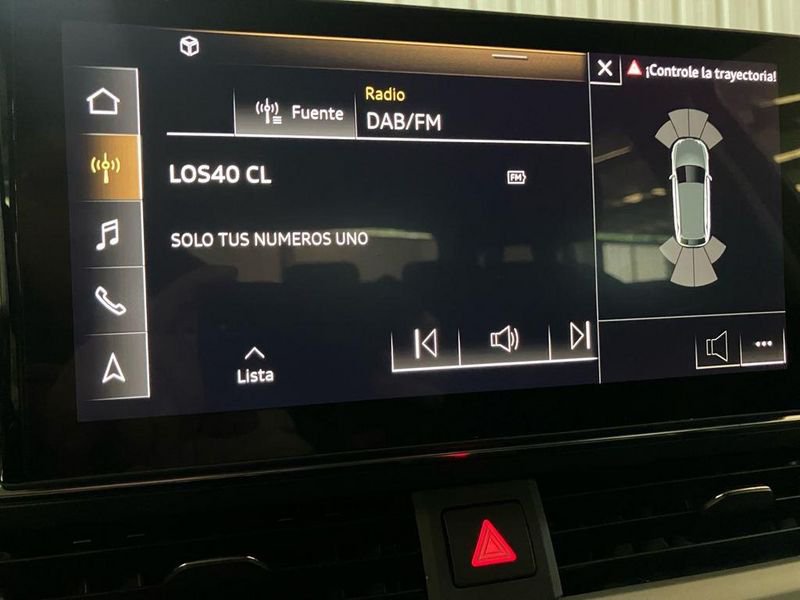 ¡Controle la trayectoria!
Radio
Fuente
DAB/FM
LOS40 CL
FM
SOLO TUS NUMEROS UNO
Lista